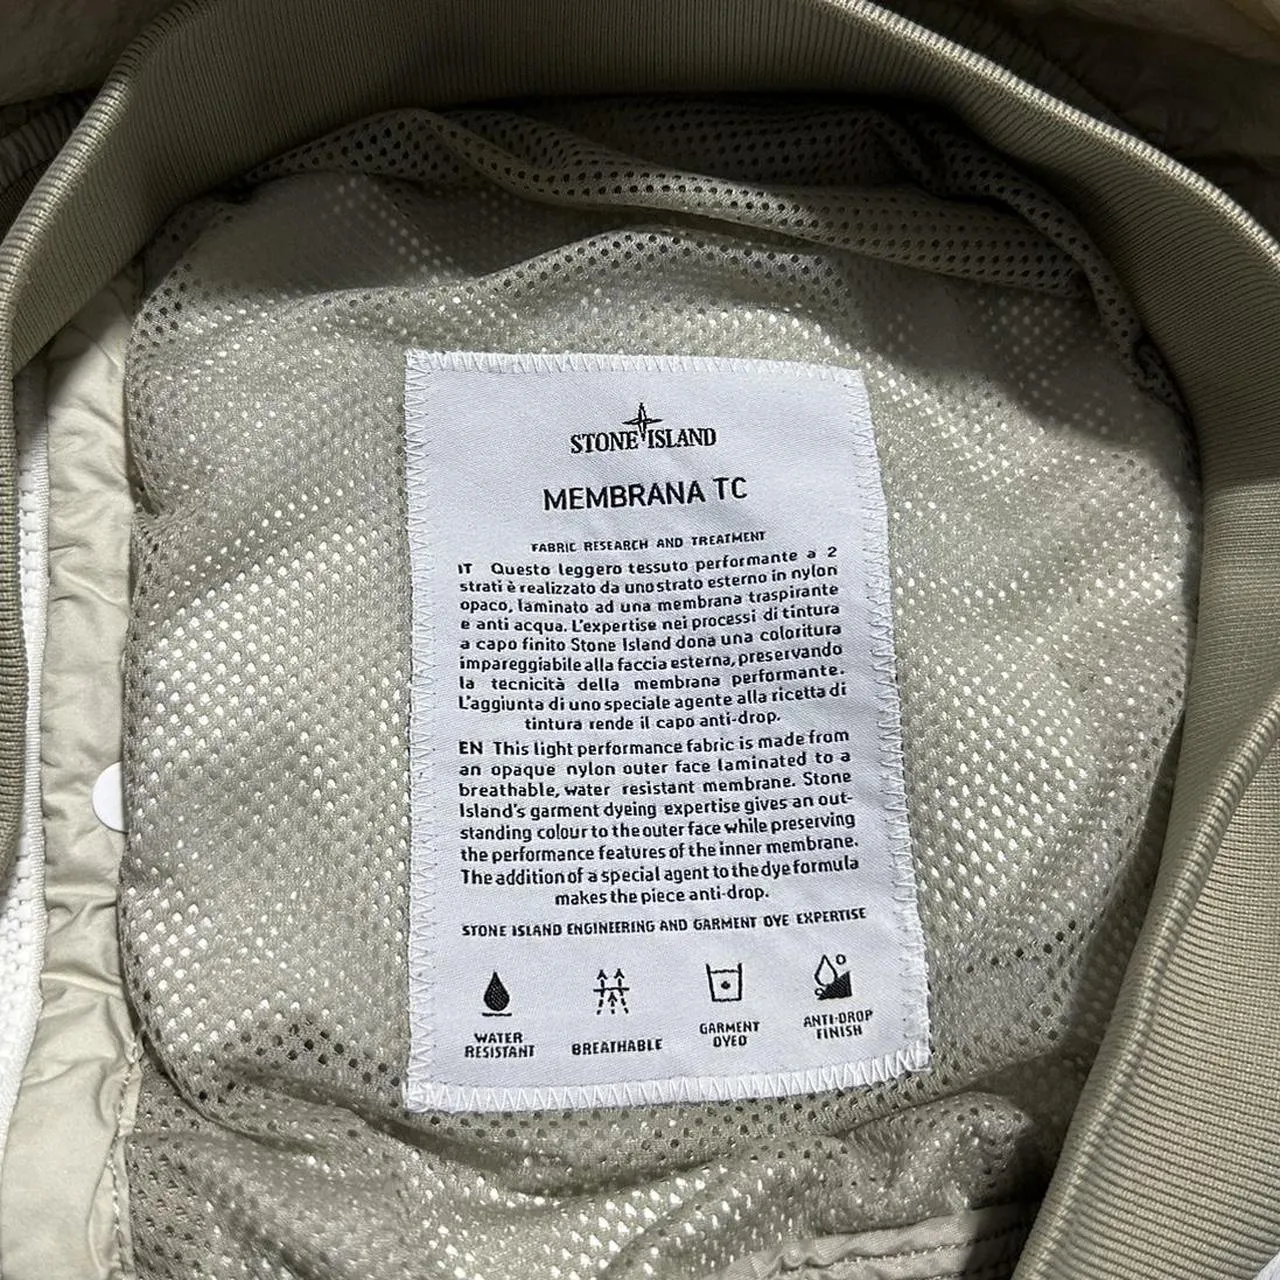 STONE ISLAND
MEMBRANA TC
FABRIC RESEARCH AND TREATMENT
IT Questo leggero tessuto performante a 2
strati è realizzato da uno strato esterno in nylon
opaco, laminato ad una membrana traspirante
e anti acqua. L'expertise nei processi di tintura
a capo finito Stone Island dona una coloritura
impareggiabile alla faccia esterna, preservando
la tecnicità della membrana performante.
L'aggiunta di uno speciale agente alla ricetta di
tintura rende il capo anti-drop.
EN This light performance fabric is made from
an opaque nylon outer face laminated to a
breathable, water resistant membrane. Stone
Island's garment dyeing expertise gives an out-
standing colour to the outer face while preserving
the performance features of the inner membrane.
The addition of a special agent to the dye formula
makes the piece anti-drop.
STONE ISLAND ENGINEERING AND GARMENT DYE EXPERTISE
WATER
RESISTANT
BREATHABLE
GARMENT
DYED
ANTI-DROP
FINISH